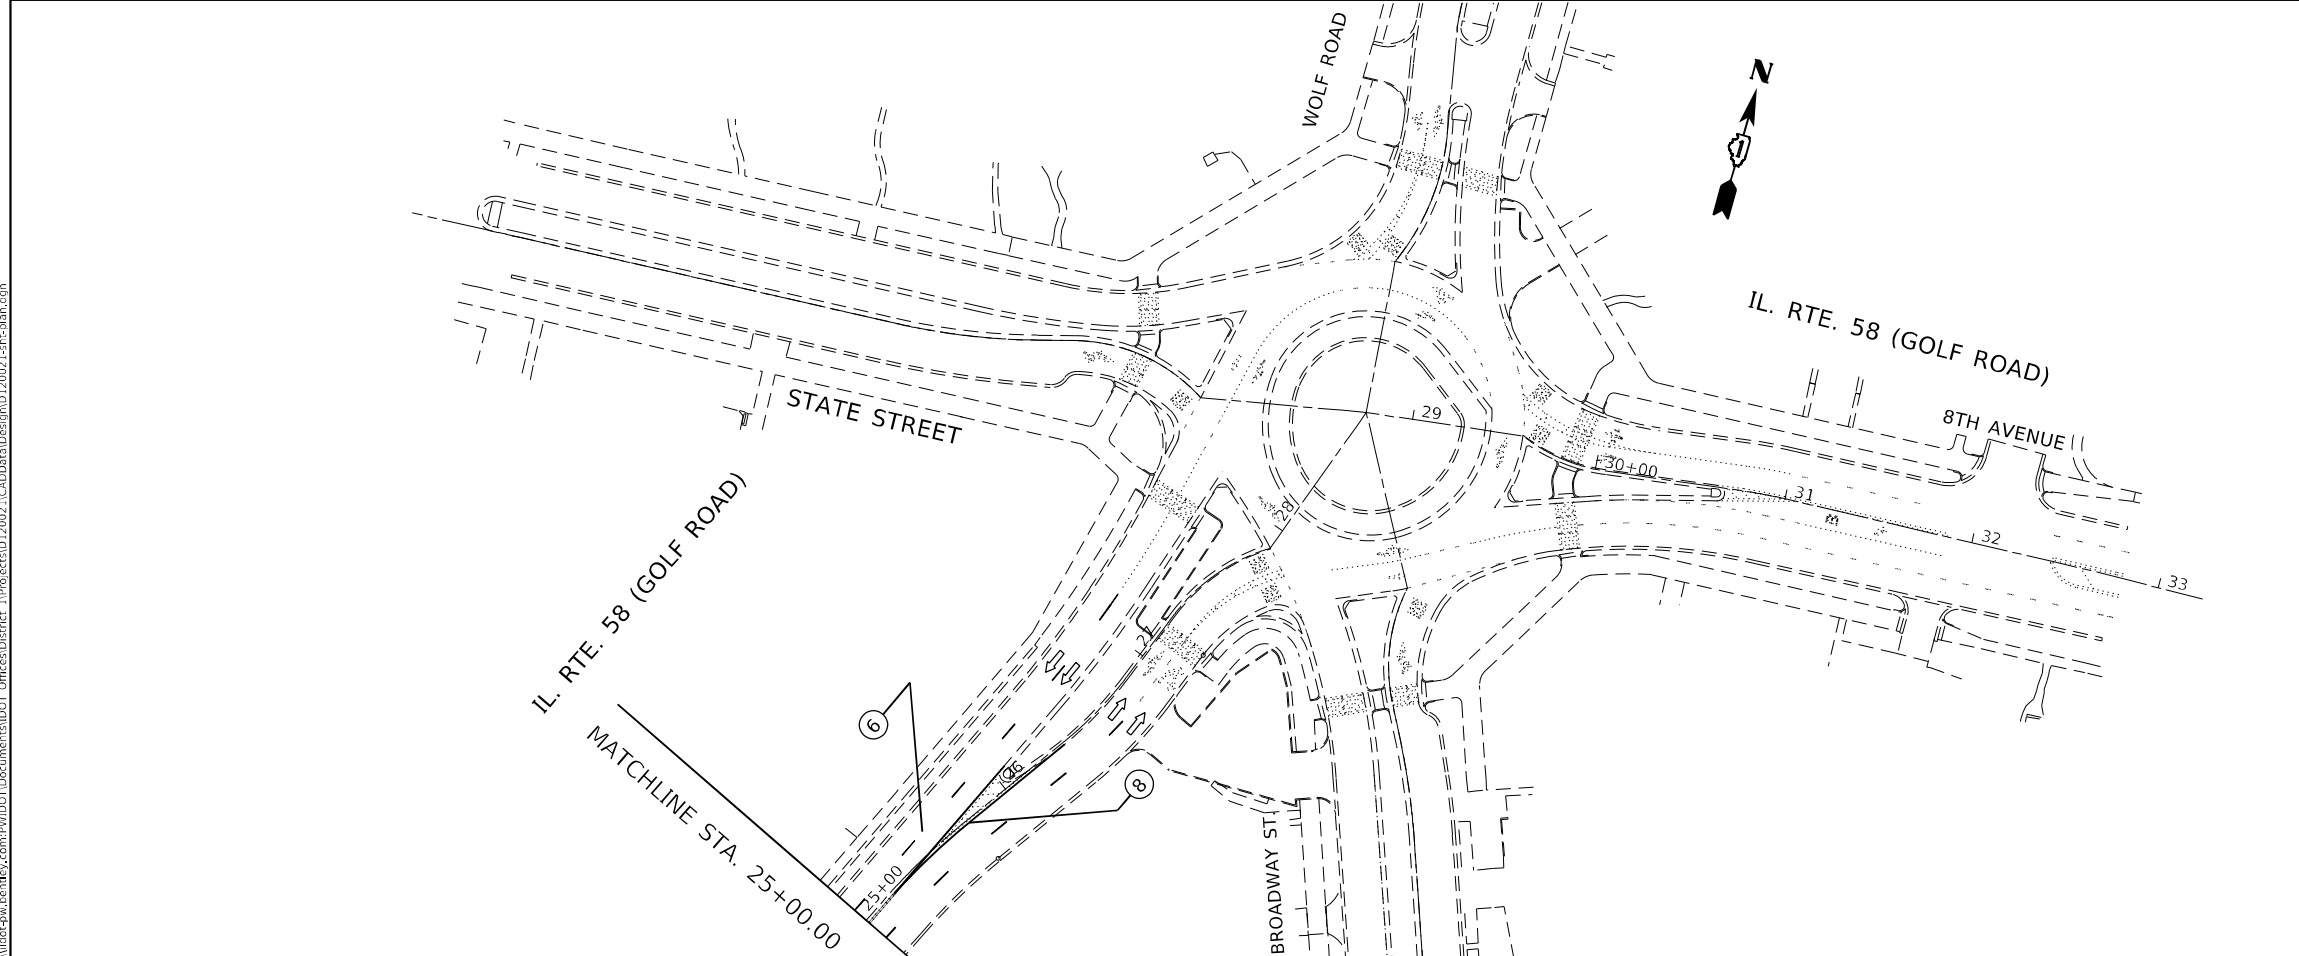 WOLF ROAD
N
1
IL. RTE. 58 (GOLF ROAD)
8TH AVENUE
STATE STREET
29
30+00
31
32
33
28
27
26
25+00
IL. RTE. 58 (GOLF ROAD)
6
8
MATCHLINE STA. 25+00.00
BROADWAY ST.